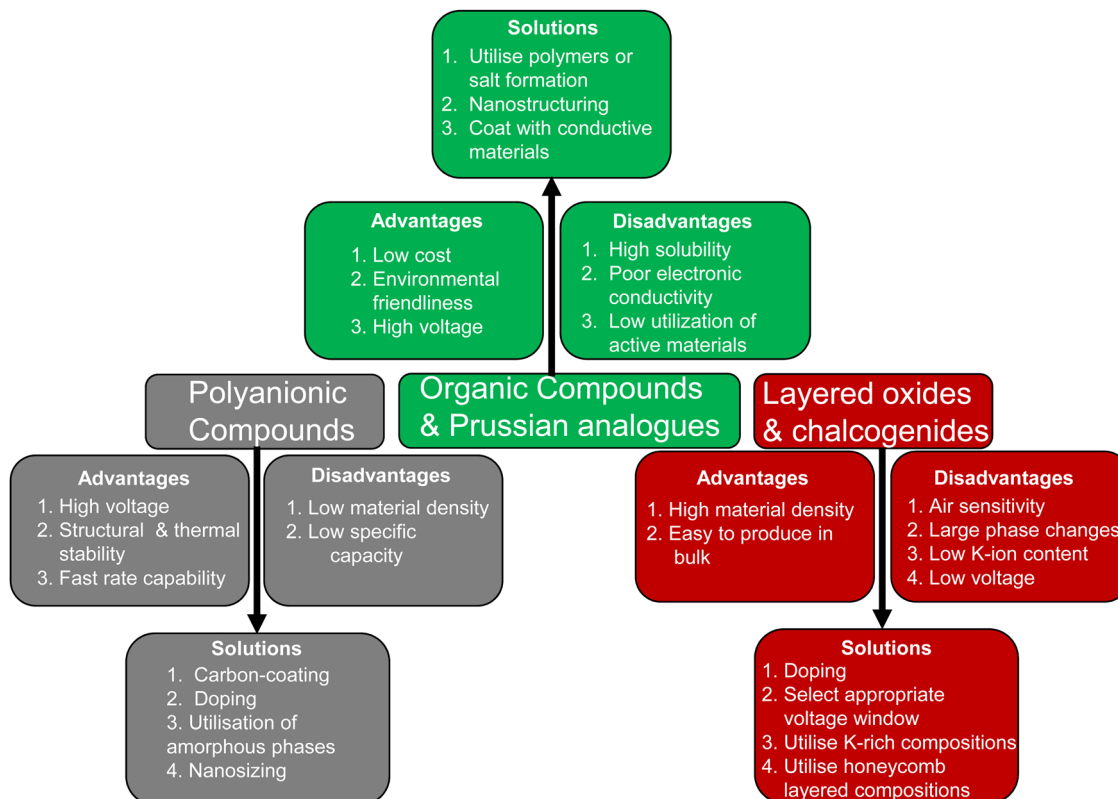 Solutions
1. Utilise polymers or
salt formation
2. Nanostructuring
3. Coat with conductive
materials
Advantages
1. Low cost
2. Environmental
friendliness
3. High voltage
Disadvantages
1. High solubility
2. Poor electronic
conductivity
3. Low utilization of
active materials
Polyanionic
Compounds
Organic Compounds
& Prussian analogues
Layered oxides
& chalcogenides
Advantages
1. High voltage
2. Structural & thermal
stability
3. Fast rate capability
Disadvantages
1. Low material density
2. Low specific
capacity
Advantages
1. High material density
2. Easy to produce in
bulk
Disadvantages
1. Air sensitivity
2. Large phase changes
3. Low K-ion content
4. Low voltage
Solutions
1. Carbon-coating
2. Doping
3. Utilisation of
amorphous phases
4. Nanosizing
Solutions
1. Doping
2. Select appropriate
voltage window
3. Utilise K-rich compositions
4. Utilise honeycomb
layered compositions